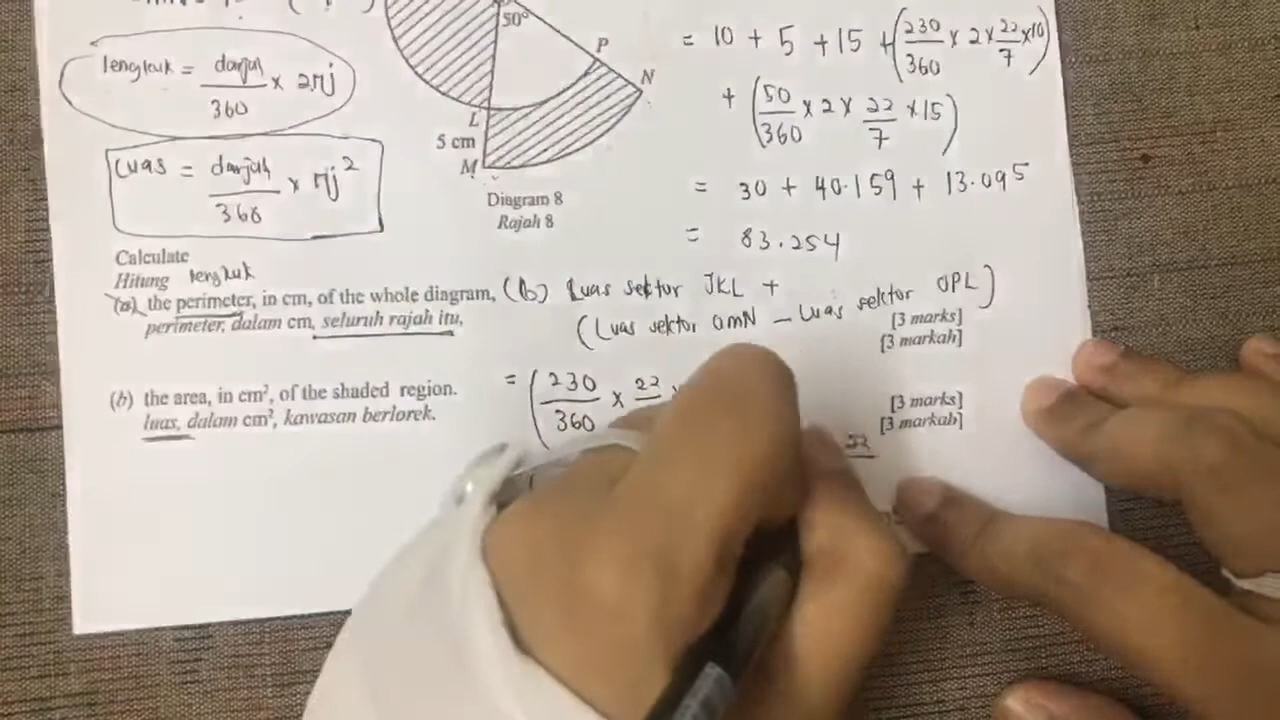 50°
P
N
L
5 cm
M
Diagram 8
Rajah 8
lengkuk = darjah/360 × 2πj
Luas = darjah/360 × πj²
= 10 + 5 + 15 + (230/360 × 2 × 22/7 × 10)
+ (50/360 × 2 × 22/7 × 15)
= 30 + 40.159 + 13.095
= 83.254
Calculate
Hitung lengkuk
(a) the perimeter, in cm, of the whole diagram,
perimeter, dalam cm, seluruh rajah itu,
[3 marks]
[3 markah]
(b) Luas sektor JKL +
(Luas sektor OMN – Luas sektor OPL)
(b) the area, in cm², of the shaded region.
luas, dalam cm², kawasan berlorek.
[3 marks]
[3 markah]
= (230/360 × 22
22